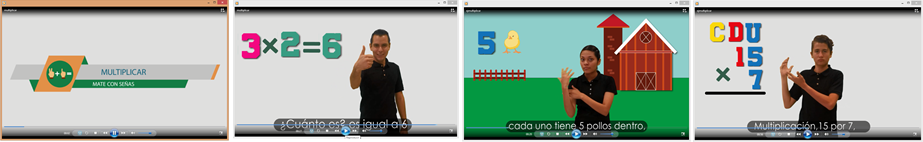 MULTIPLICAR
MATE CON SEÑAS
3×2=6
¿Cuánto es? es igual a 6
5
cada uno tiene 5 pollos dentro,
CDU
15
× 7
Multiplicación,15 por 7,